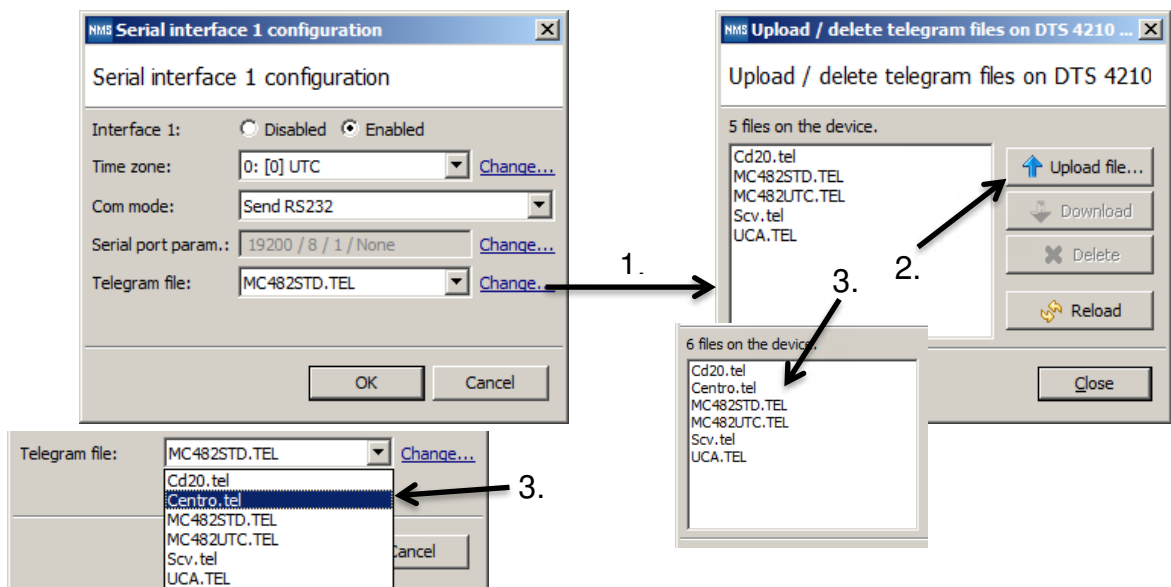 NMS Serial interface 1 configuration
Serial interface 1 configuration
Interface 1: Disabled Enabled
Time zone: 0: [0] UTC Change...
Com mode: Send RS232
Serial port param.: 19200 / 8 / 1 / None Change...
Telegram file: MC482STD.TEL Change...
OK Cancel
1.
NMS Upload / delete telegram files on DTS 4210 ...
Upload / delete telegram files on DTS 4210
5 files on the device.
Cd20.tel
MC482STD.TEL
MC482UTC.TEL
Scv.tel
UCA.TEL
Upload file...
Download
Delete
Reload
Close
2.
3.
6 files on the device.
Cd20.tel
Centro.tel
MC482STD.TEL
MC482UTC.TEL
Scv.tel
UCA.TEL
Telegram file: MC482STD.TEL Change...
Cd20.tel
Centro.tel
MC482STD.TEL
MC482UTC.TEL
Scv.tel
UCA.TEL
Cancel
3.